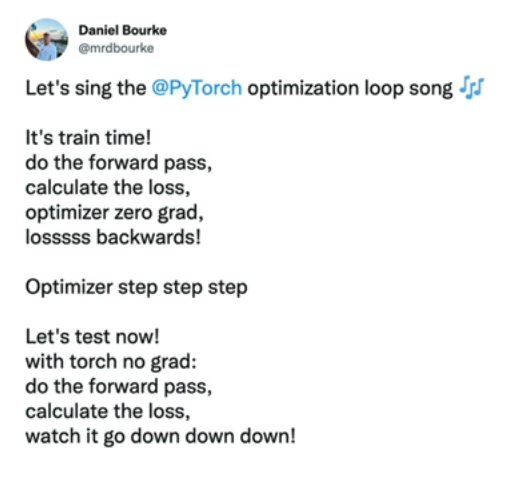 Daniel Bourke
@mrdbourke
Let's sing the @PyTorch optimization loop song 🎶
It's train time!
do the forward pass,
calculate the loss,
optimizer zero grad,
losssss backwards!
Optimizer step step step
Let's test now!
with torch no grad:
do the forward pass,
calculate the loss,
watch it go down down down!